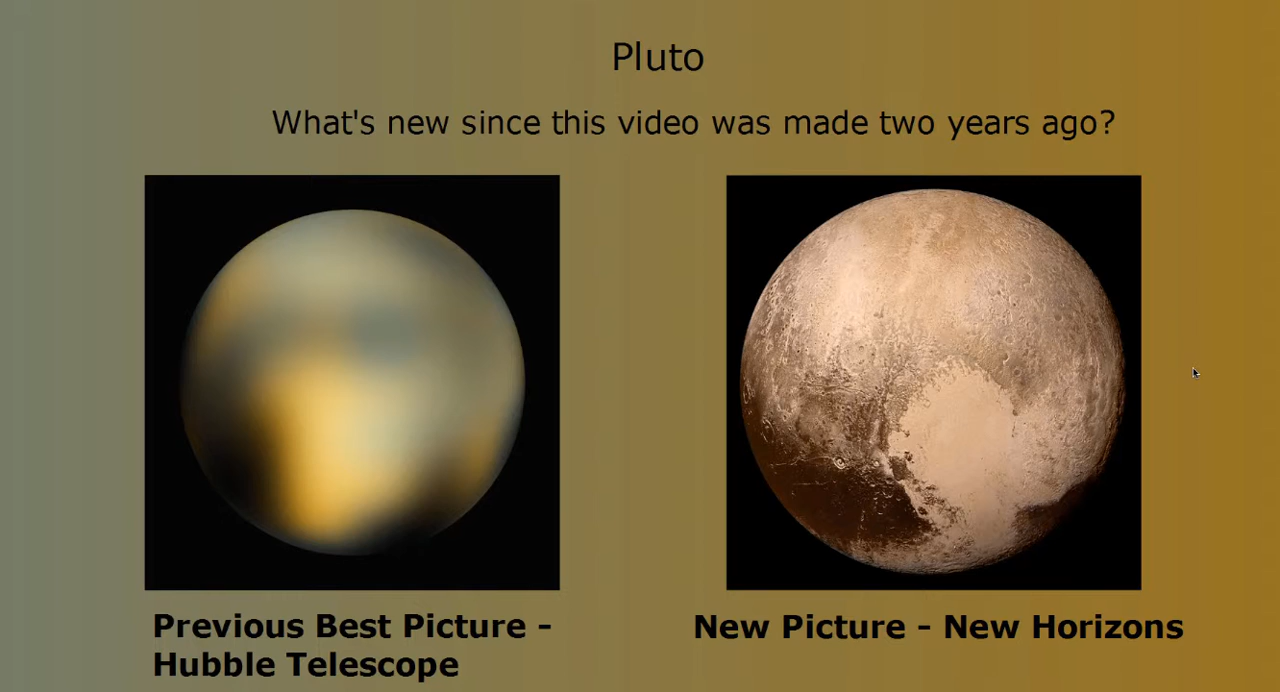 Pluto
What's new since this video was made two years ago?
Previous Best Picture -
Hubble Telescope
New Picture - New Horizons